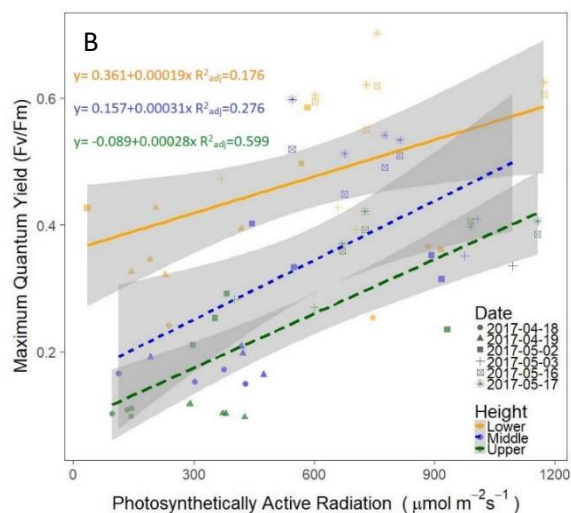 B
y= 0.361+0.00019x R²adj=0.176
y= 0.157+0.00031x R²adj=0.276
y= -0.089+0.00028x R²adj=0.599
Maximum Quantum Yield (Fv/Fm)
0.6
0.4
0.2
Date
2017-04-18
2017-04-19
2017-05-02
2017-05-03
2017-05-16
2017-05-17
Height
Lower
Middle
Upper
0 300 600 900 1200
Photosynthetically Active Radiation ( μmol m⁻²s⁻¹)